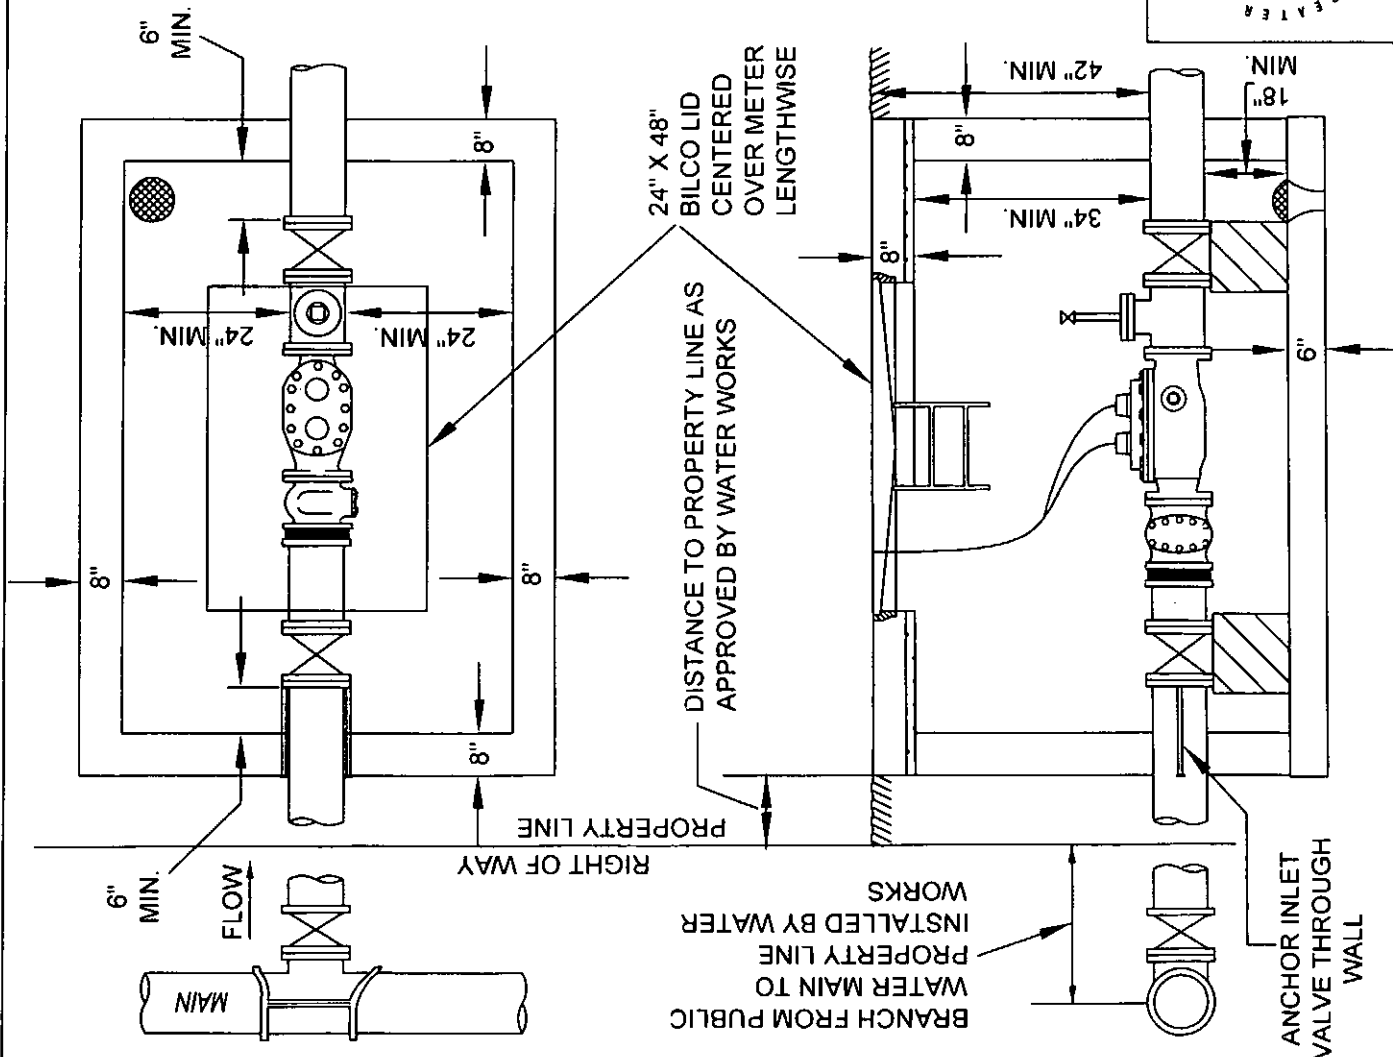 6"
MIN.
8"
24" MIN.
24" MIN.
8"
8"
8"
6"
MIN.
FLOW
MAIN
PROPERTY LINE
RIGHT OF WAY
24" X 48"
BILCO LID
CENTERED
OVER METER
LENGTHWISE
DISTANCE TO PROPERTY LINE AS
APPROVED BY WATER WORKS
42" MIN.
8"
34" MIN.
8"
18"
MIN.
6"
BRANCH FROM PUBLIC
WATER MAIN TO
PROPERTY LINE
INSTALLED BY WATER
WORKS
ANCHOR INLET
VALVE THROUGH
WALL